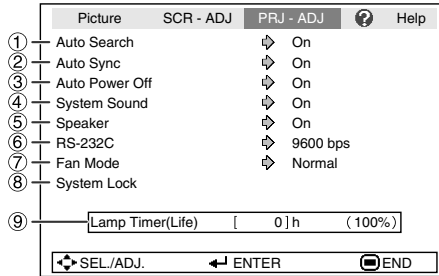 Picture SCR - ADJ PRJ - ADJ ? Help
① Auto Search On
② Auto Sync On
③ Auto Power Off On
④ System Sound On
⑤ Speaker On
⑥ RS-232C 9600 bps
⑦ Fan Mode Normal
⑧ System Lock
⑨ Lamp Timer(Life) [ 0 ] h (100%)
SEL./ADJ. ENTER END